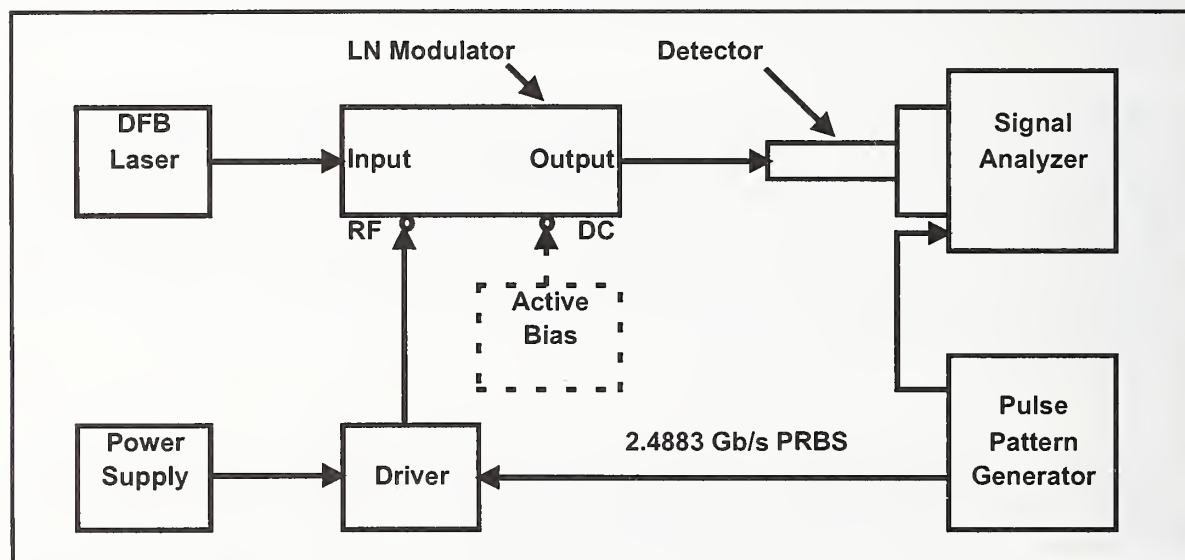 LN Modulator
Detector
DFB
Laser
Input
Output
Signal
Analyzer
RF
DC
Active
Bias
Power
Supply
Driver
2.4883 Gb/s PRBS
Pulse
Pattern
Generator